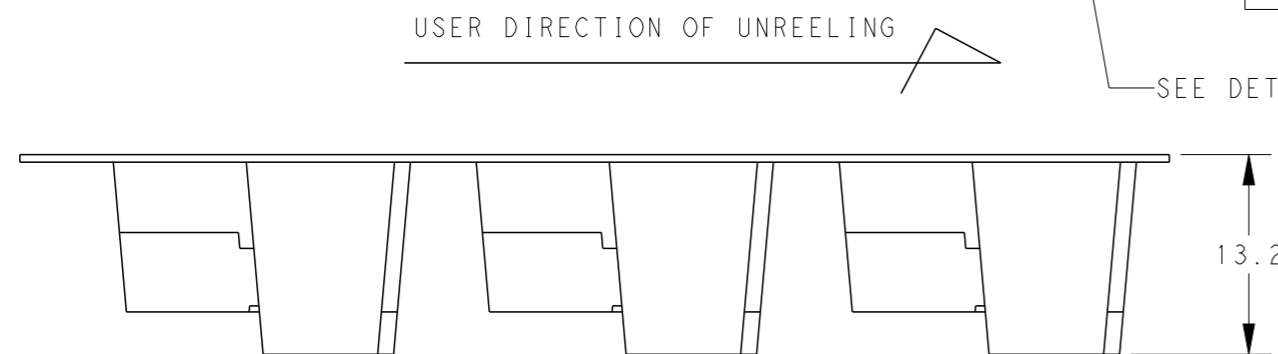 USER DIRECTION OF UNREELING
SEE DET
13.2